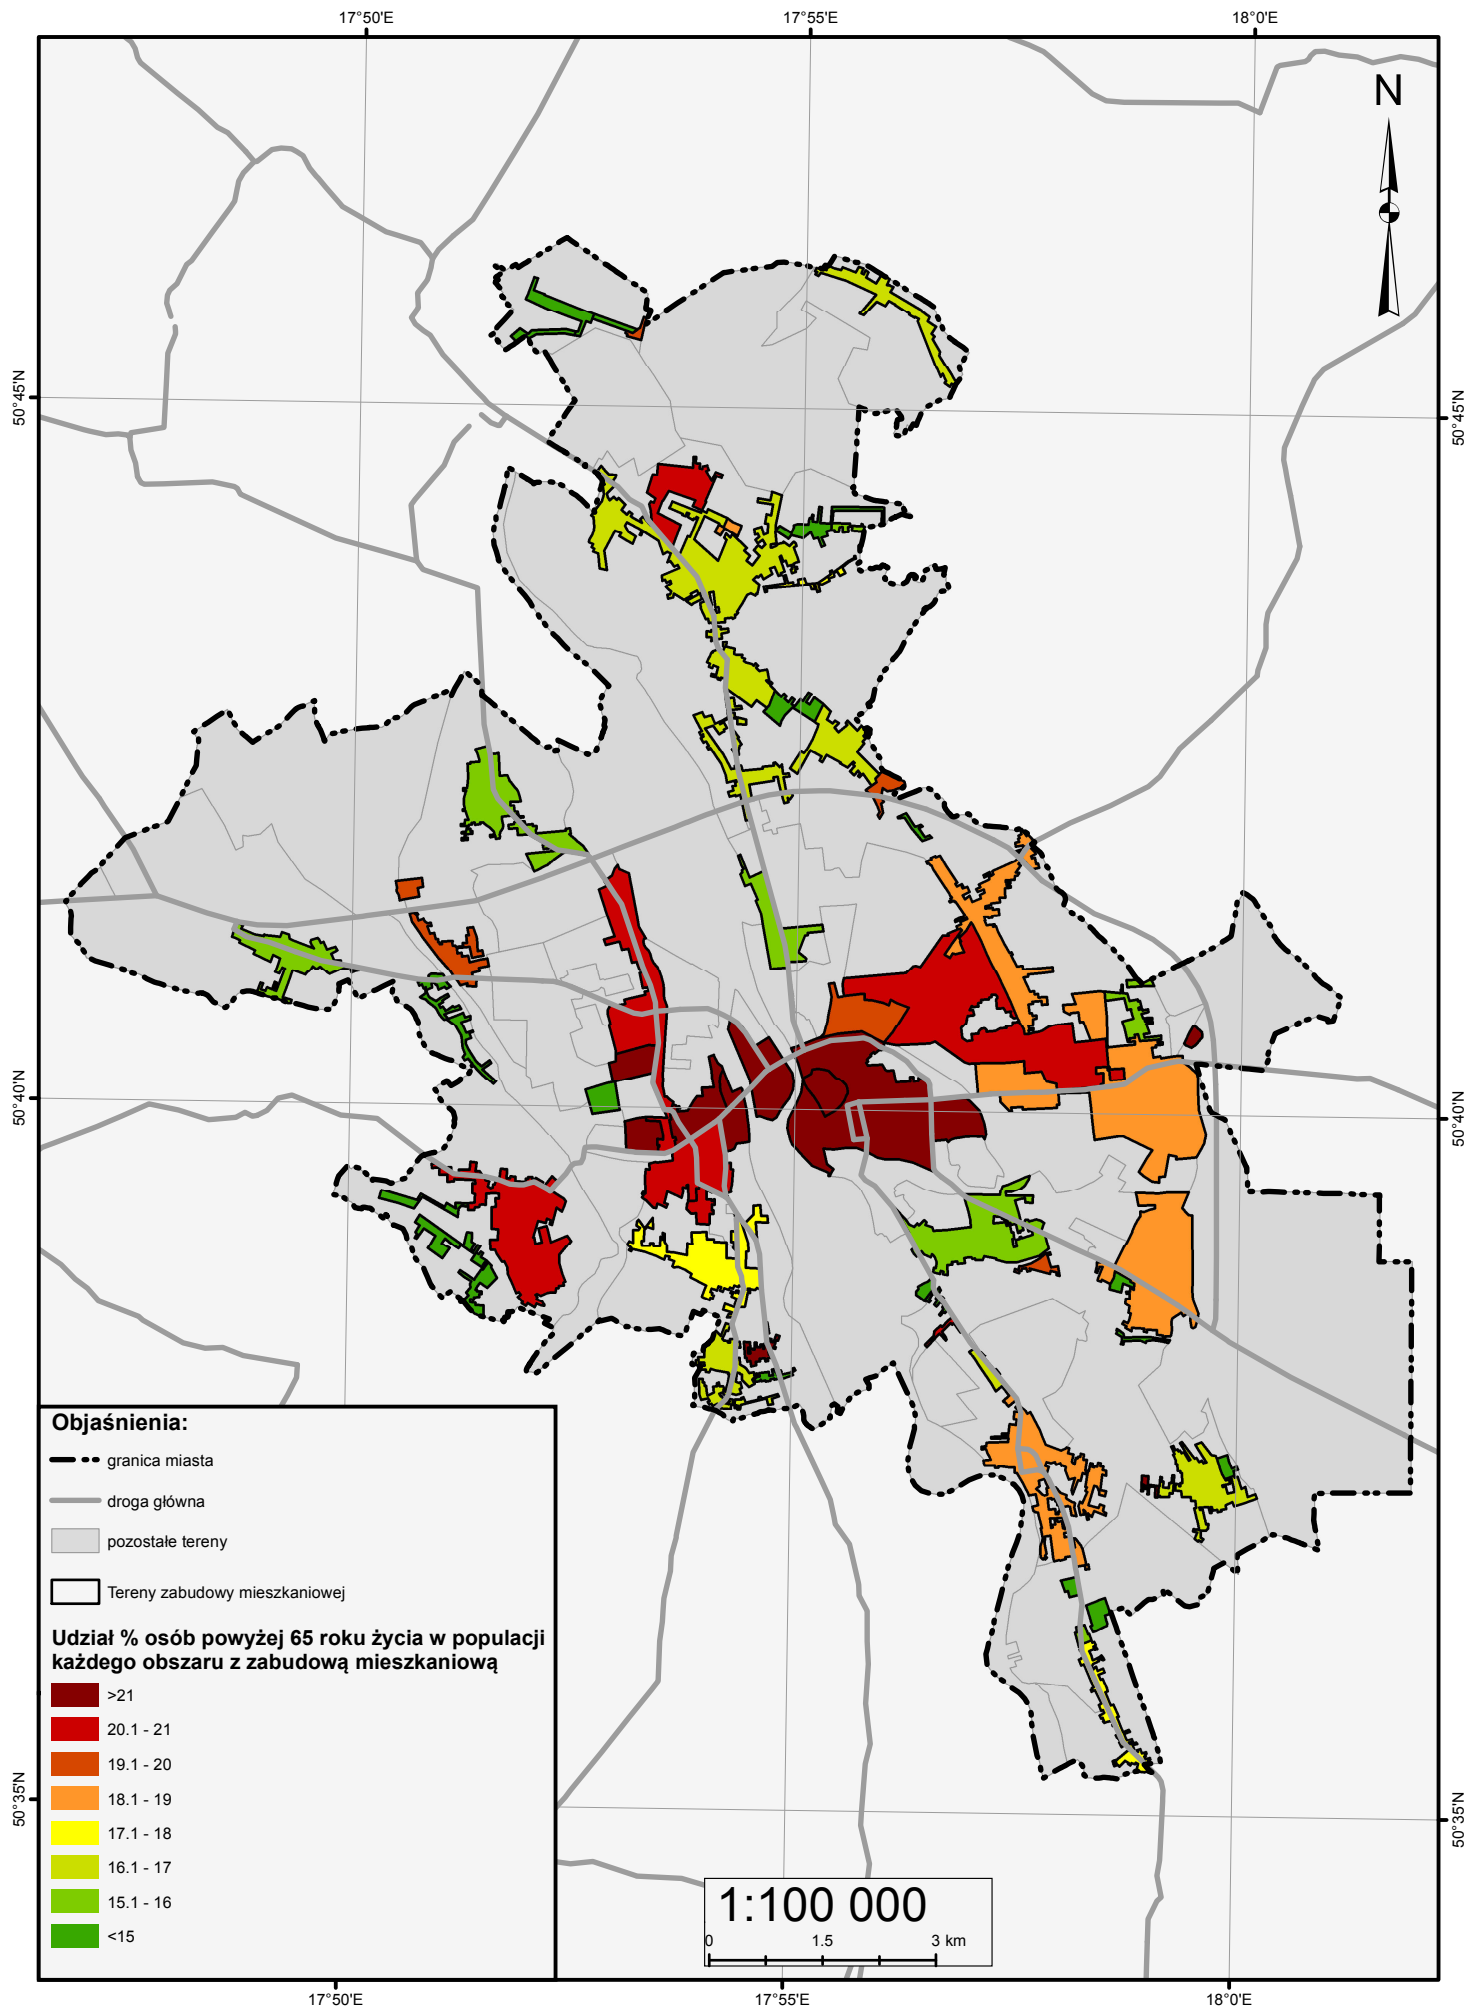 17°50'E
17°55'E
18°0'E
N
50°45'N
50°45'N
50°40'N
50°40'N
50°35'N
50°35'N
Objaśnienia:
granica miasta
droga główna
pozostałe tereny
Tereny zabudowy mieszkaniowej
Udział % osób powyżej 65 roku życia w populacji
każdego obszaru z zabudową mieszkaniową
>21
20.1 - 21
19.1 - 20
18.1 - 19
17.1 - 18
16.1 - 17
15.1 - 16
<15
1:100 000
0 1.5 3 km
17°50'E
17°55'E
18°0'E